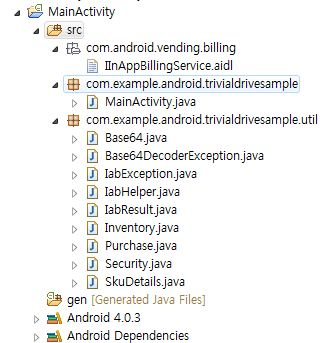 MainActivity
src
com.android.vending.billing
IInAppBillingService.aidl
com.example.android.trivialdrivesample
MainActivity.java
com.example.android.trivialdrivesample.util
Base64.java
Base64DecoderException.java
IabException.java
IabHelper.java
IabResult.java
Inventory.java
Purchase.java
Security.java
SkuDetails.java
gen [Generated Java Files]
Android 4.0.3
Android Dependencies